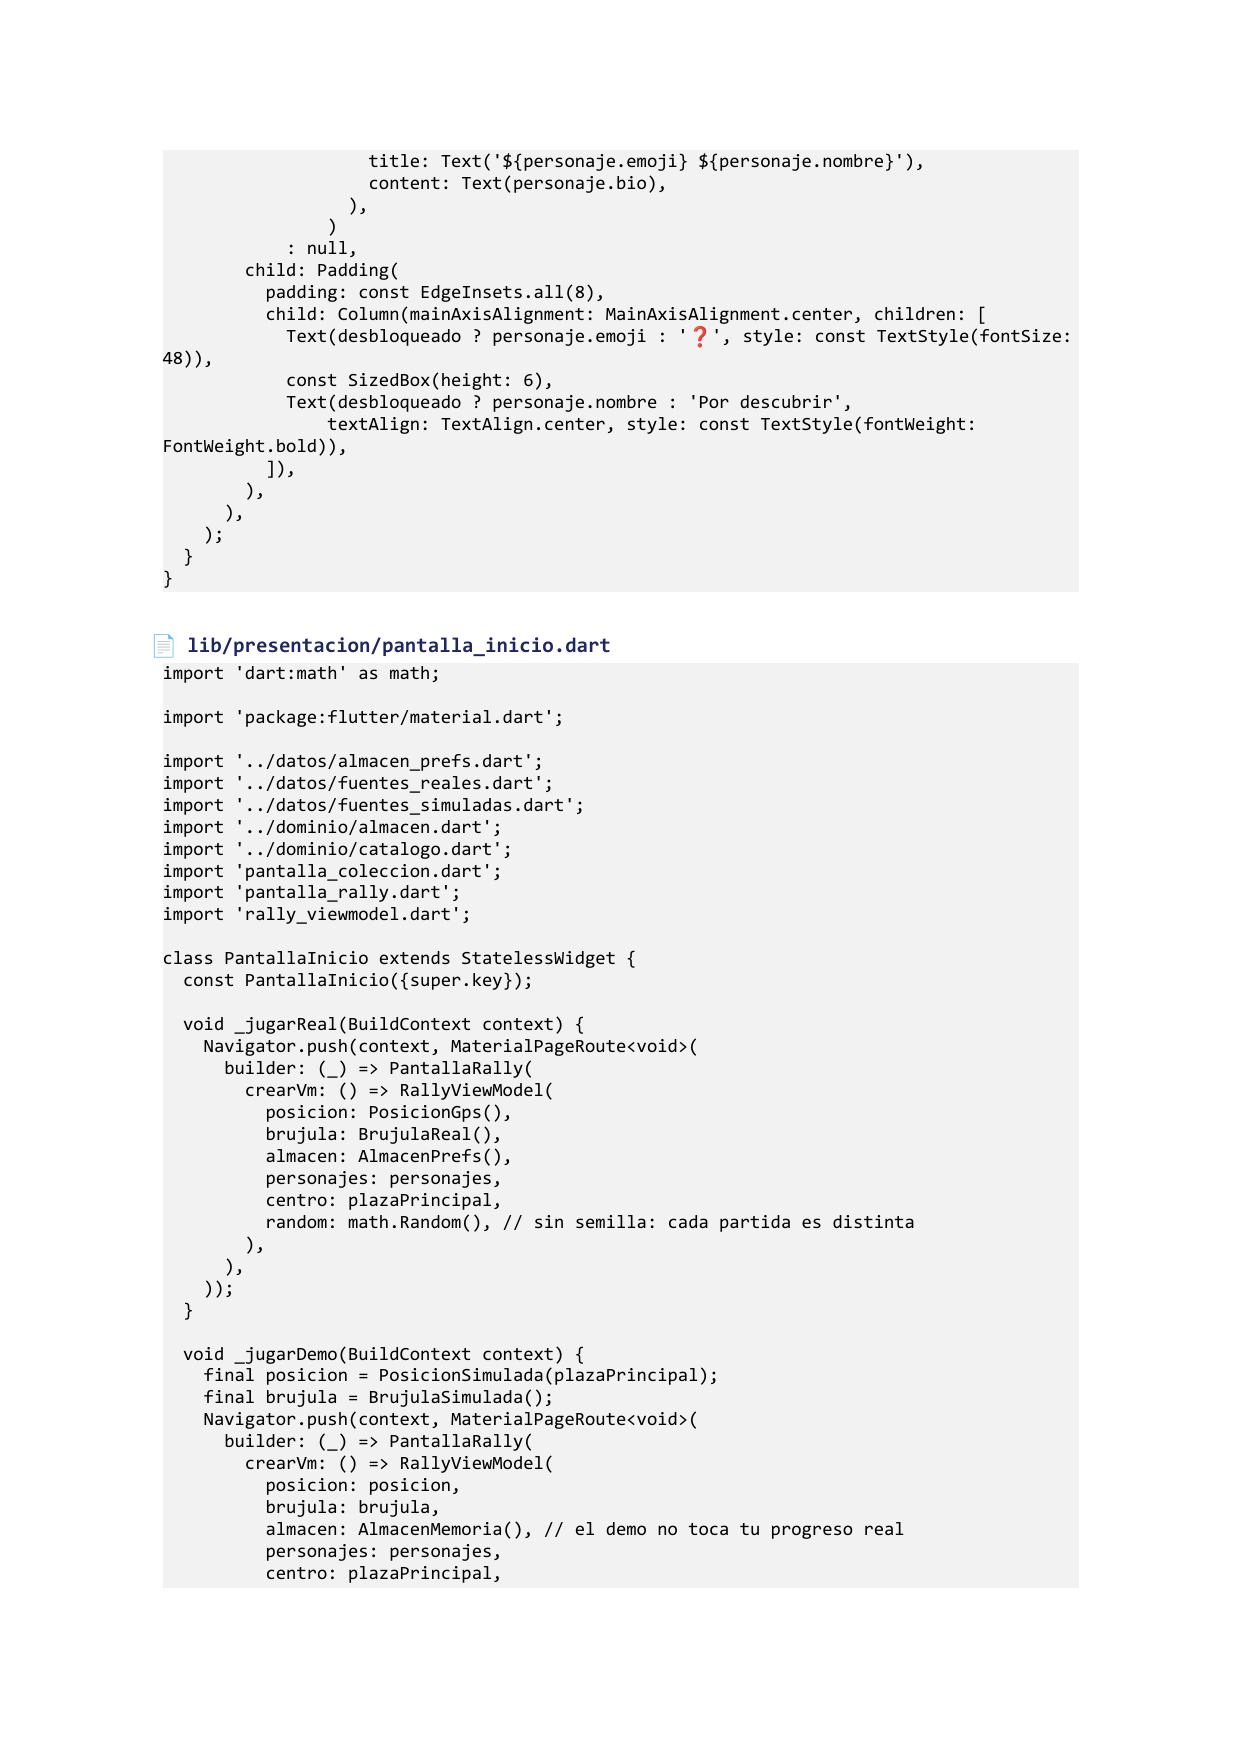 title: Text('${personaje.emoji} ${personaje.nombre}'),
                    content: Text(personaje.bio),
                  ),
                )
            : null,
        child: Padding(
          padding: const EdgeInsets.all(8),
          child: Column(mainAxisAlignment: MainAxisAlignment.center, children: [
            Text(desbloqueado ? personaje.emoji : '❓', style: const TextStyle(fontSize:
48)),
            const SizedBox(height: 6),
            Text(desbloqueado ? personaje.nombre : 'Por descubrir',
                textAlign: TextAlign.center, style: const TextStyle(fontWeight:
FontWeight.bold)),
          ]),
        ),
      ),
    );
  }
}
📄 lib/presentacion/pantalla_inicio.dart
import 'dart:math' as math;

import 'package:flutter/material.dart';

import '../datos/almacen_prefs.dart';
import '../datos/fuentes_reales.dart';
import '../datos/fuentes_simuladas.dart';
import '../dominio/almacen.dart';
import '../dominio/catalogo.dart';
import 'pantalla_coleccion.dart';
import 'pantalla_rally.dart';
import 'rally_viewmodel.dart';

class PantallaInicio extends StatelessWidget {
  const PantallaInicio({super.key});

  void _jugarReal(BuildContext context) {
    Navigator.push(context, MaterialPageRoute<void>(
      builder: (_) => PantallaRally(
        crearVm: () => RallyViewModel(
          posicion: PosicionGps(),
          brujula: BrujulaReal(),
          almacen: AlmacenPrefs(),
          personajes: personajes,
          centro: plazaPrincipal,
          random: math.Random(), // sin semilla: cada partida es distinta
        ),
      ),
    ));
  }

  void _jugarDemo(BuildContext context) {
    final posicion = PosicionSimulada(plazaPrincipal);
    final brujula = BrujulaSimulada();
    Navigator.push(context, MaterialPageRoute<void>(
      builder: (_) => PantallaRally(
        crearVm: () => RallyViewModel(
          posicion: posicion,
          brujula: brujula,
          almacen: AlmacenMemoria(), // el demo no toca tu progreso real
          personajes: personajes,
          centro: plazaPrincipal,